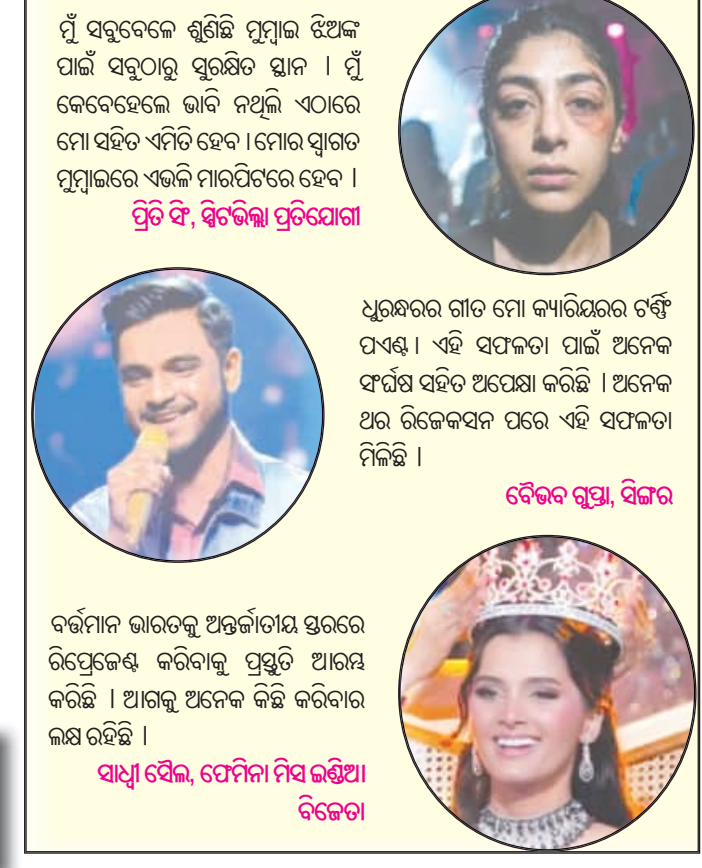 ମୁଁ ସବୁବେଳେ ଶୁଣିଛି ମୁମ୍ବାଇ ଝିଅଙ୍କ
ପାଇଁ ସବୁଠାରୁ ସୁରକ୍ଷିତ ସ୍ଥାନ । ମୁଁ
କେବେହେଲେ ଭାବି ନଥିଲି ଏଠାରେ
ମୋ ସହିତ ଏମିତି ହେବ । ମୋର ସ୍ୱାଗତ
ମୁମ୍ବାଇରେ ଏଭଳି ମାରପିଟରେ ହେବ ।
ପ୍ରିତି ସିଂ, ସ୍ପ୍ଲିଟଭିଲ୍ଲା ପ୍ରତିଯୋଗୀ
ଧୁରନ୍ଧରର ଗୀତ ମୋ କ୍ୟାରିୟରର ଟର୍ଣ୍ଣିଂ
ପଏଣ୍ଟ । ଏହି ସଫଳତା ପାଇଁ ଅନେକ
ସଂର୍ଘଷ ସହିତ ଅପେକ୍ଷା କରିଛି । ଅନେକ
ଥର ରିଜେକସନ ପରେ ଏହି ସଫଳତା
ମିଳିଛି ।
ବୈଭବ ଗୁପ୍ତା, ସିଙ୍ଗର
ବର୍ତ୍ତମାନ ଭାରତକୁ ଅନ୍ତର୍ଜାତୀୟ ସ୍ତରରେ
ରିପ୍ରେଜେଣ୍ଟ କରିବାକୁ ପ୍ରସ୍ତୁତି ଆରମ୍ଭ
କରିଛି । ଆଗକୁ ଅନେକ କିଛି କରିବାର
ଲକ୍ଷ ରହିଛି ।
ସାଧ୍ୱୀ ସୈଲ, ଫେମିନା ମିସ ଇଣ୍ଡିଆ
ବିଜେତା